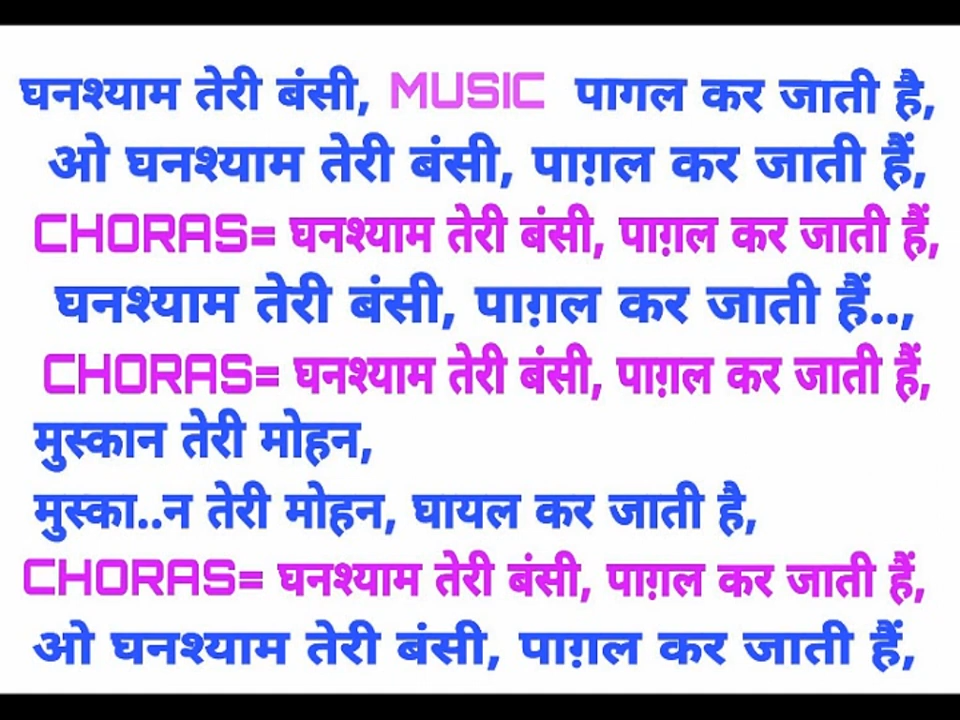 घनश्याम तेरी बंसी, MUSIC पागल कर जाती है,
ओ घनश्याम तेरी बंसी, पाग़ल कर जाती हैं,
CHORAS= घनश्याम तेरी बंसी, पाग़ल कर जाती हैं,
घनश्याम तेरी बंसी, पाग़ल कर जाती हैं..,
CHORAS= घनश्याम तेरी बंसी, पाग़ल कर जाती हैं,
मुस्कान तेरी मोहन,
मुस्का..न तेरी मोहन, घायल कर जाती है,
CHORAS= घनश्याम तेरी बंसी, पाग़ल कर जाती हैं,
ओ घनश्याम तेरी बंसी, पाग़ल कर जाती हैं,